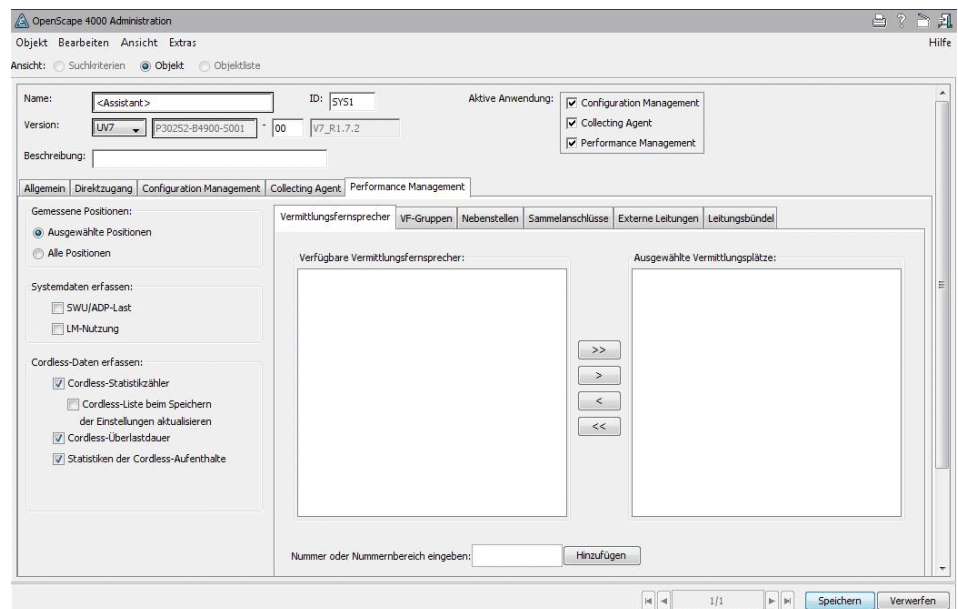 OpenScape 4000 Administration
Objekt Bearbeiten Ansicht Extras Hilfe
Ansicht: Suchkriterien Objekt Objektliste
Name: <Assistant> ID: SYS1 Aktive Anwendung: Configuration Management
Collecting Agent
Performance Management
Version: UV7 P30252-B4900-S001 - 00 V7_R1.7.2
Beschreibung:
Allgemein Direktzugang Configuration Management Collecting Agent Performance Management
Gemessene Positionen:
Ausgewählte Positionen
Alle Positionen
Systemdaten erfassen:
SWU/ADP-Last
LM-Nutzung
Cordless-Daten erfassen:
Cordless-Statistikzähler
Cordless-Liste beim Speichern
der Einstellungen aktualisieren
Cordless-Überlastdauer
Statistiken der Cordless-Aufenthalte
Vermittlungsfernsprecher VF-Gruppen Nebenstellen Sammelanschlüsse Externe Leitungen Leitungsbündel
Verfügbare Vermittlungsfernsprecher: Ausgewählte Vermittlungsplätze:
>>
>
<
<<
Nummer oder Nummernbereich eingeben: Hinzufügen
1/1 Speichern Verwerfen